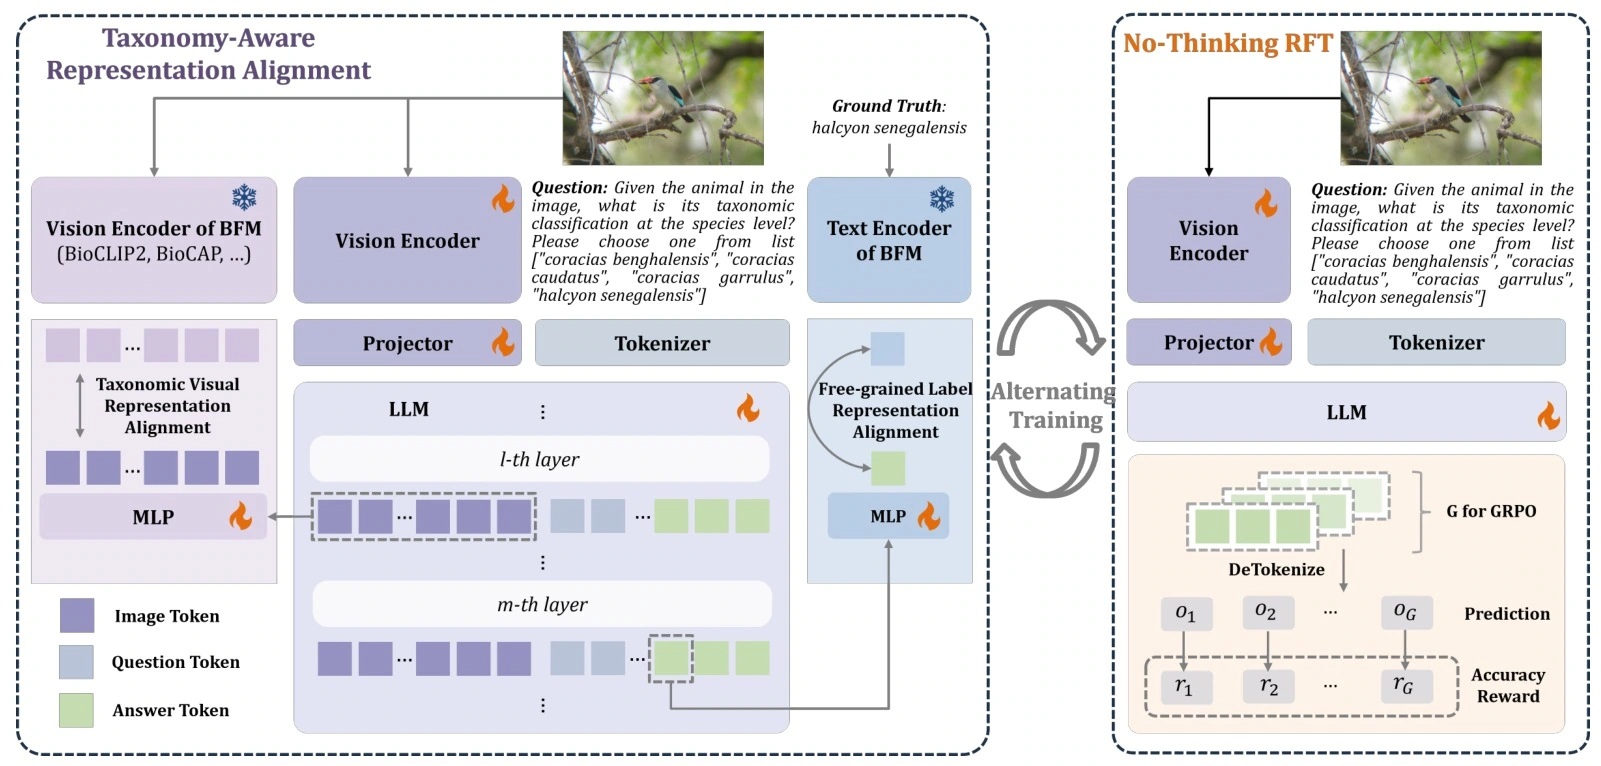 Taxonomy-Aware
Representation Alignment
Ground Truth:
halcyon senegalensis
Vision Encoder of BFM
(BioCLIP2, BioCAP, ...)
Vision Encoder
Question: Given the animal in the
image, what is its taxonomic
classification at the species level?
Please choose one from list
["coracias benghalensis", "coracias
caudatus", "coracias garrulus",
"halcyon senegalensis"]
Text Encoder
of BFM
Projector
Tokenizer
Taxonomic Visual
Representation
Alignment
MLP
LLM
⋮
l-th layer
...
⋮
m-th layer
...
⋮
Free-grained Label
Representation
Alignment
MLP
Image Token
Question Token
Answer Token
Alternating
Training
No-Thinking RFT
Vision
Encoder
Question: Given the animal in the
image, what is its taxonomic
classification at the species level?
Please choose one from list
["coracias benghalensis", "coracias
caudatus", "coracias garrulus",
"halcyon senegalensis"]
Projector
Tokenizer
LLM
G for GRPO
DeTokenize
o1 o2 ... oG Prediction
r1 r2 ... rG
Accuracy
Reward